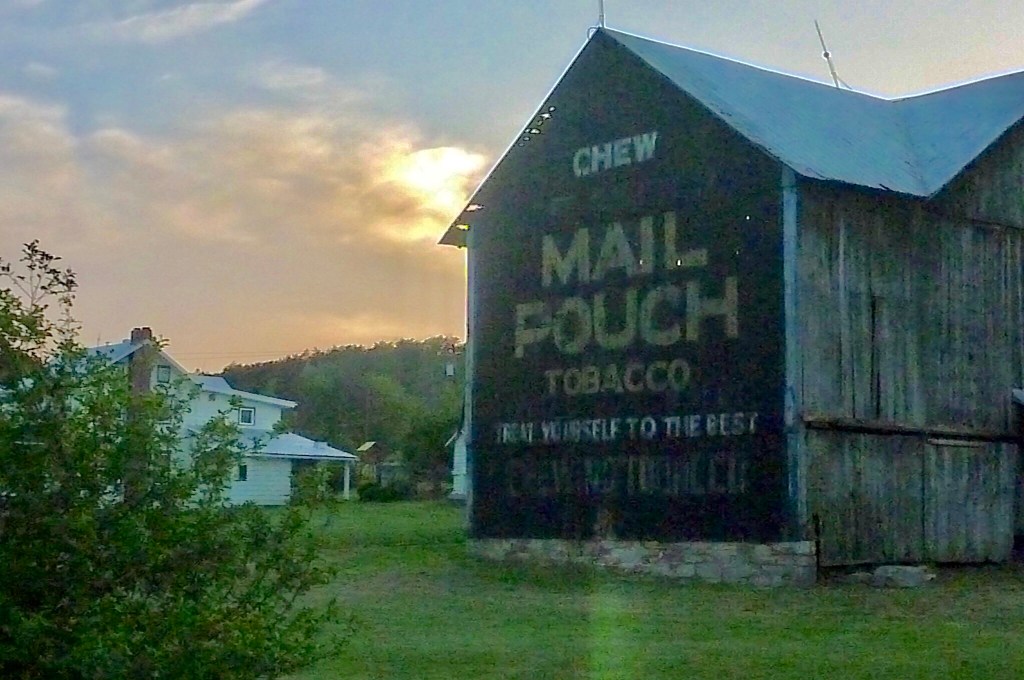 CHEW
MAIL
POUCH
TOBACCO
TREAT YOURSELF TO THE BEST